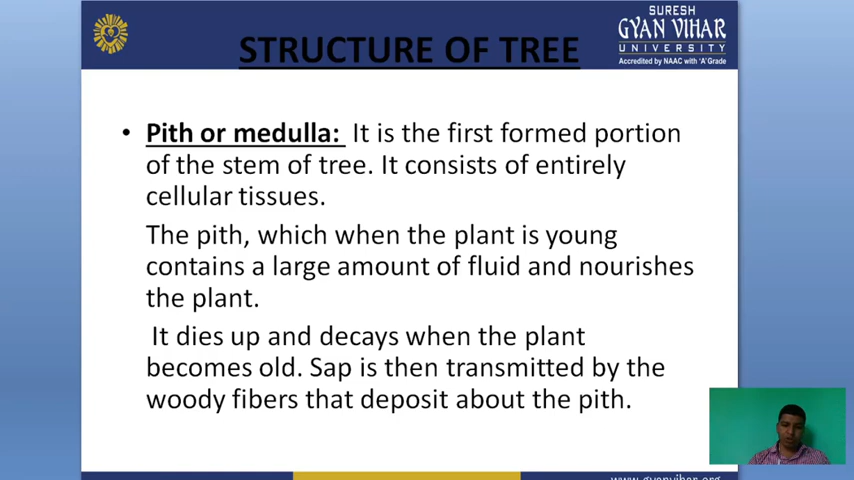 SURESH
GYAN VIHAR
UNIVERSITY
Accredited by NAAC with 'A' Grade
STRUCTURE OF TREE
• Pith or medulla: It is the first formed portion
of the stem of tree. It consists of entirely
cellular tissues.
The pith, which when the plant is young
contains a large amount of fluid and nourishes
the plant.
It dies up and decays when the plant
becomes old. Sap is then transmitted by the
woody fibers that deposit about the pith.
www.gyanvihar.org